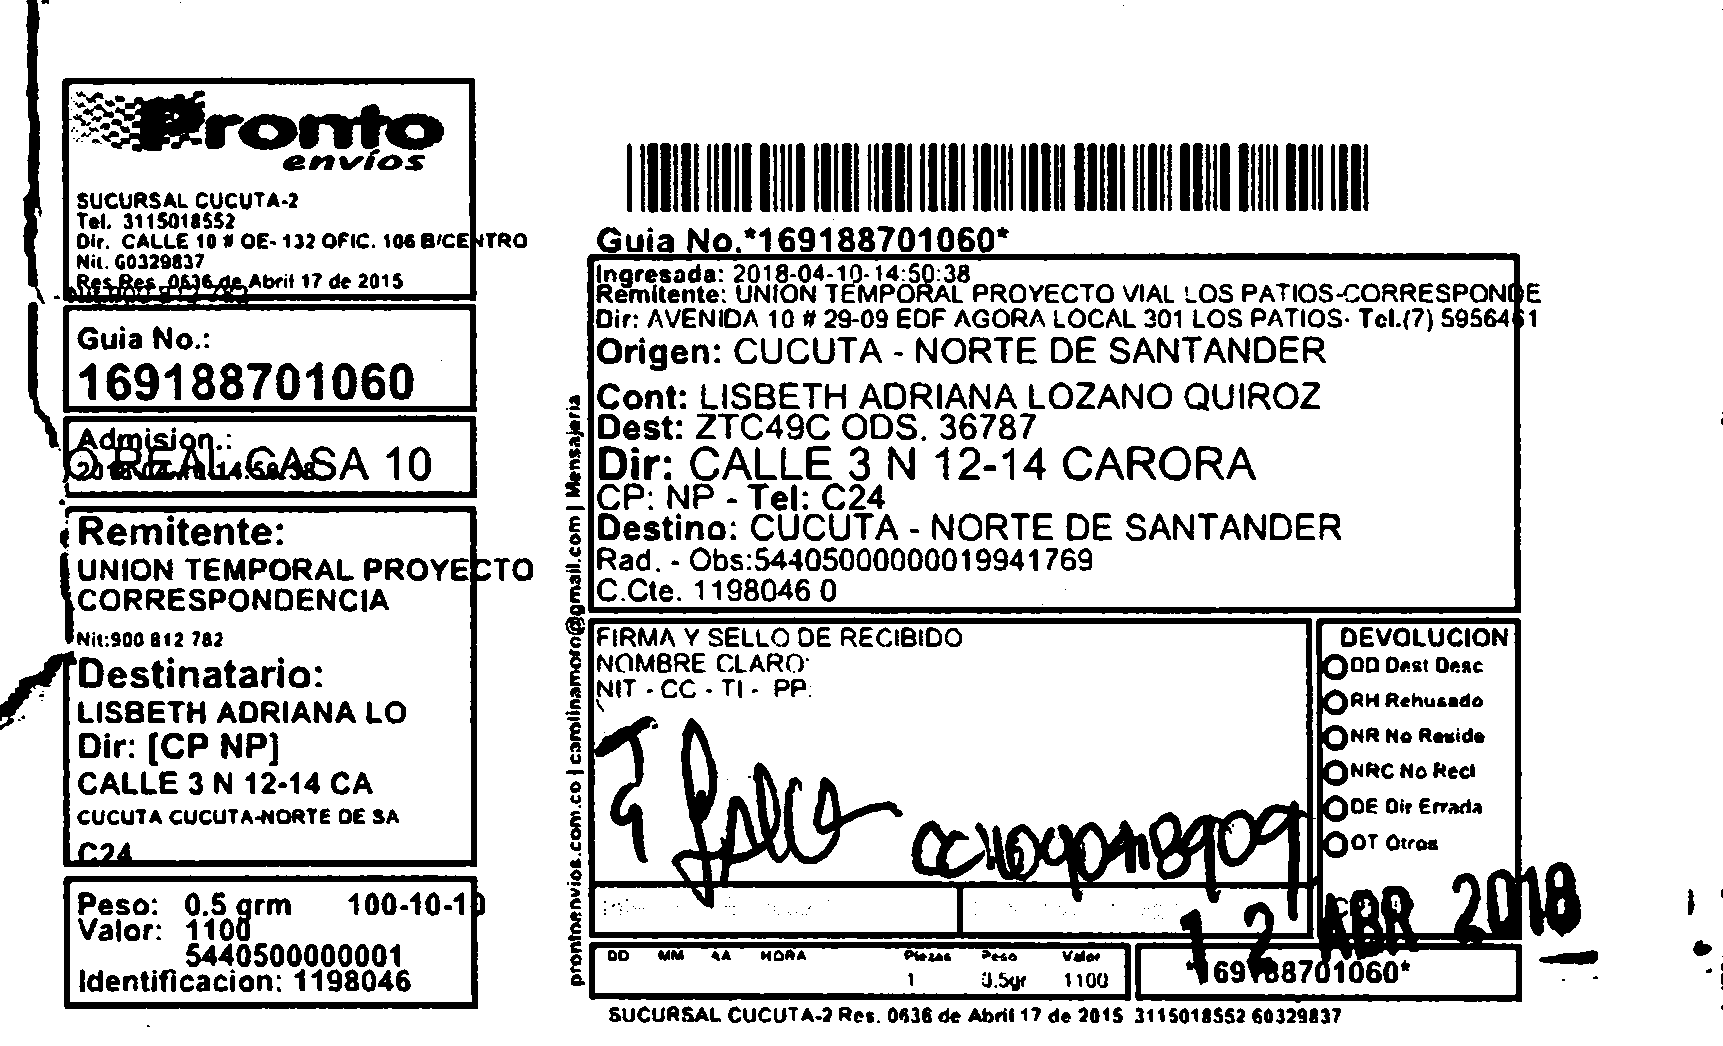 Pronto
envíos
SUCURSAL CUCUTA-2
Tel. 3115018552
Dir. CALLE 10 # OE- 132 OFIC. 106 B/CENTRO
Nit. 60329837
Res.Res. 0636 de Abril 17 de 2015
Guia No.:
169188701060
Admision.:
REAL CASA 10
Remitente:
UNION TEMPORAL PROYECTO
CORRESPONDENCIA
Nit:900 812 782
Destinatario:
LISBETH ADRIANA LO
Dir: [CP NP]
CALLE 3 N 12-14 CA
CUCUTA CUCUTA-NORTE DE SA
C24
Peso: 0.5 grm 100-10-10
Valor: 1100
5440500000001
Identificacion: 1198046
prontoenvios.com.co | carolinamoro@gmail.com | Mensajeria
Guia No.*169188701060*
Ingresada: 2018-04-10-14:50:38
Remitente: UNION TEMPORAL PROYECTO VIAL LOS PATIOS-CORRESPONDE
Dir: AVENIDA 10 # 29-09 EDF AGORA LOCAL 301 LOS PATIOS- Tel.(7) 5956461
Origen: CUCUTA - NORTE DE SANTANDER
Cont: LISBETH ADRIANA LOZANO QUIROZ
Dest: ZTC49C ODS. 36787
Dir: CALLE 3 N 12-14 CARORA
CP: NP - Tel: C24
Destino: CUCUTA - NORTE DE SANTANDER
Rad. - Obs:54405000000019941769
C.Cte. 1198046 0
FIRMA Y SELLO DE RECIBIDO
NOMBRE CLARO:
NIT - CC - TI - PP:
DEVOLUCION
DD Dest Desc
RH Rehusado
NR No Reside
NRC No Recl
DE Dir Errada
OT Otros
12 ABR 2018
DD MM AA HORA Piezas Peso Valor
1 0.5gr 1100
*169188701060*
SUCURSAL CUCUTA-2 Res. 0636 de Abril 17 de 2015 3115018552 60329837